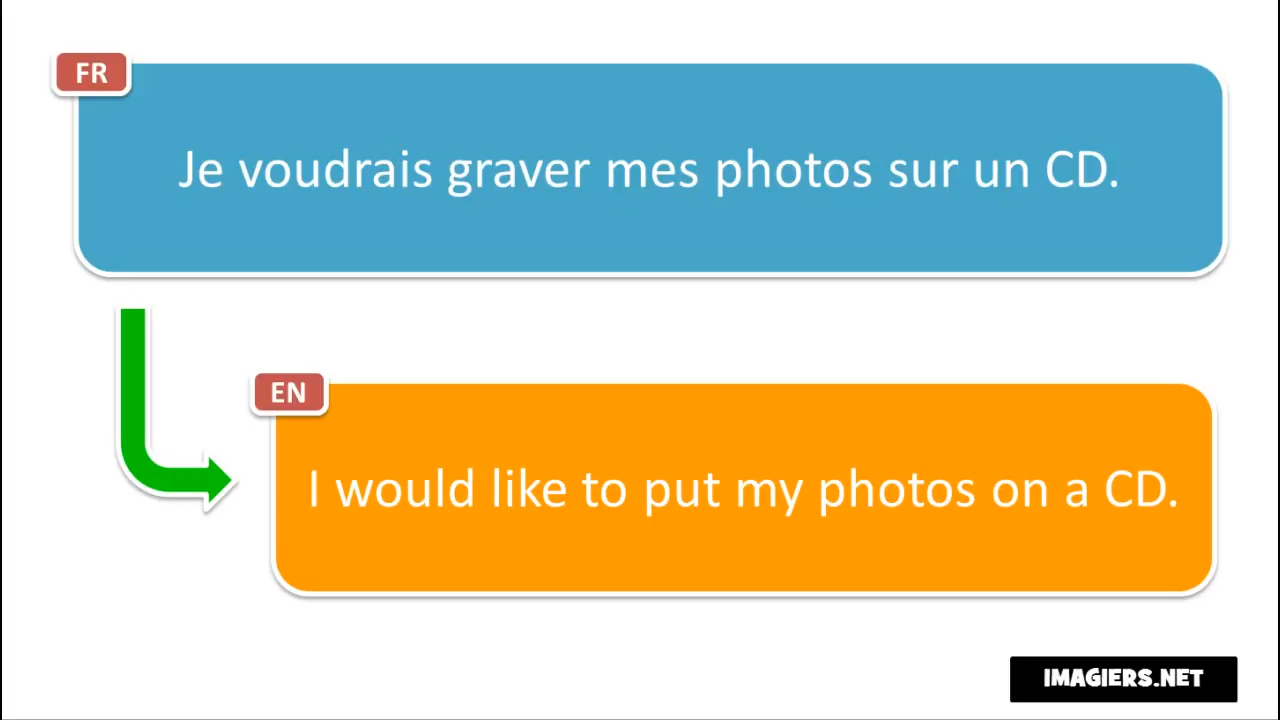 FR
Je voudrais graver mes photos sur un CD.
EN
I would like to put my photos on a CD.
IMAGIERS.NET